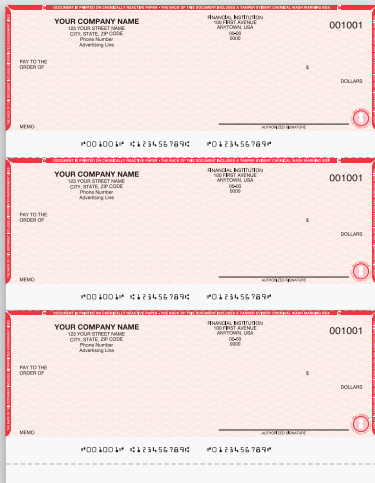 DOCUMENT IS PRINTED ON CHEMICALLY REACTIVE PAPER • THE BACK OF THIS DOCUMENT INCLUDES A TAMPER EVIDENT CHEMICAL WASH WARNING BOX
YOUR COMPANY NAME
123 YOUR STREET NAME
CITY, STATE, ZIP CODE
Phone Number
Advertising Line
FINANCIAL INSTITUTION
100 FIRST AVENUE
ANYTOWN, USA
00-00
0000
001001
PAY TO THE
ORDER OF
$
DOLLARS
MEMO
AUTHORIZED SIGNATURE
⑈001001⑈ ⑆123456789⑆ ⑈0123456789⑈
DOCUMENT IS PRINTED ON CHEMICALLY REACTIVE PAPER • THE BACK OF THIS DOCUMENT INCLUDES A TAMPER EVIDENT CHEMICAL WASH WARNING BOX
YOUR COMPANY NAME
123 YOUR STREET NAME
CITY, STATE, ZIP CODE
Phone Number
Advertising Line
FINANCIAL INSTITUTION
100 FIRST AVENUE
ANYTOWN, USA
00-00
0000
001001
PAY TO THE
ORDER OF
$
DOLLARS
MEMO
AUTHORIZED SIGNATURE
⑈001001⑈ ⑆123456789⑆ ⑈0123456789⑈
DOCUMENT IS PRINTED ON CHEMICALLY REACTIVE PAPER • THE BACK OF THIS DOCUMENT INCLUDES A TAMPER EVIDENT CHEMICAL WASH WARNING BOX
YOUR COMPANY NAME
123 YOUR STREET NAME
CITY, STATE, ZIP CODE
Phone Number
Advertising Line
FINANCIAL INSTITUTION
100 FIRST AVENUE
ANYTOWN, USA
00-00
0000
001001
PAY TO THE
ORDER OF
$
DOLLARS
MEMO
AUTHORIZED SIGNATURE
⑈001001⑈ ⑆123456789⑆ ⑈0123456789⑈